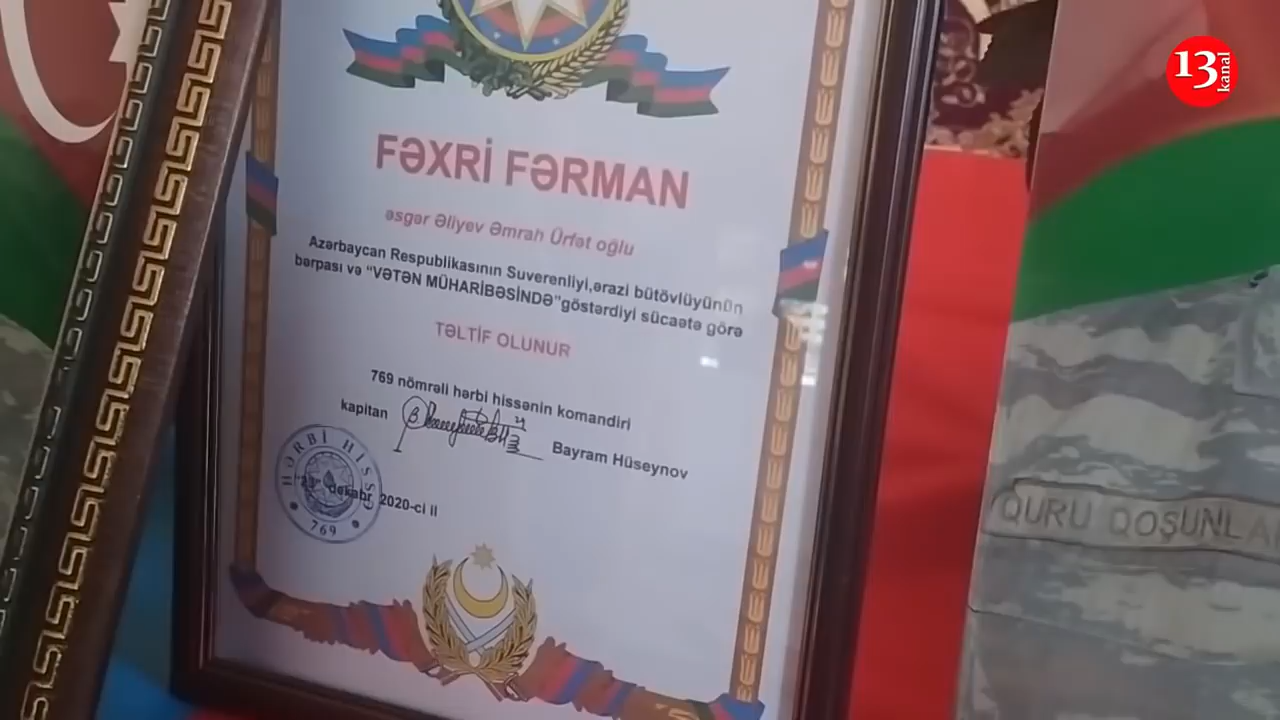 13
kanal
FƏXRİ FƏRMAN
əsgər Əliyev Əmrah Ürfət oğlu
Azərbaycan Respublikasının Suverenliyi,ərazi bütövlüyünün
bərpası və “VƏTƏN MÜHARİBƏSİNDƏ”göstərdiyi sücaətə görə
TƏLTİF OLUNUR
769 nömrəli hərbi hissənin komandiri
kapitan
Bayram Hüseynov
HƏRBİ HİSSƏ
dekabr 2020-ci il
769
QURU QOŞUNLA